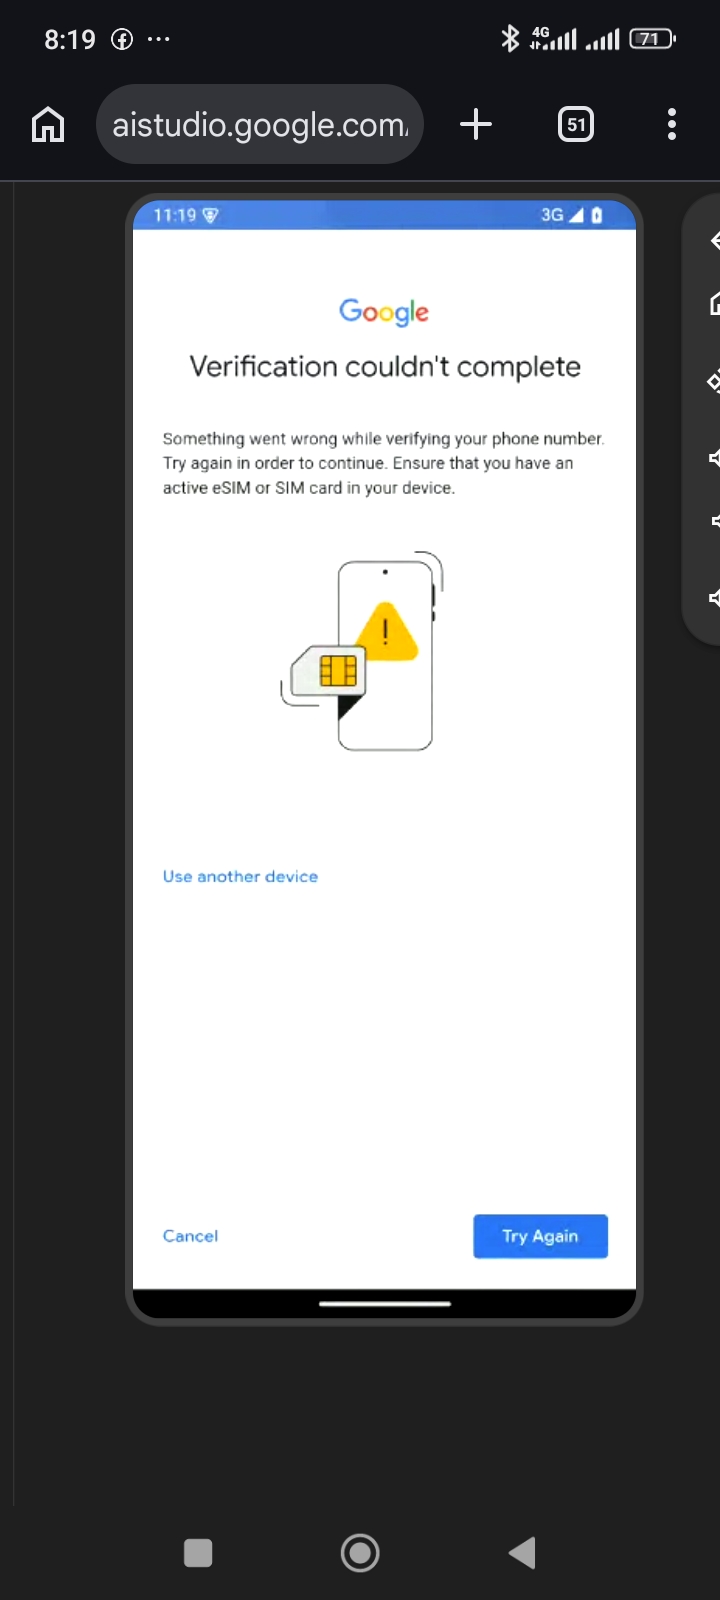 8:19
4G
71
aistudio.google.com/
51
11:19
3G
Google
Verification couldn't complete
Something went wrong while verifying your phone number.
Try again in order to continue. Ensure that you have an
active eSIM or SIM card in your device.
Use another device
Cancel
Try Again